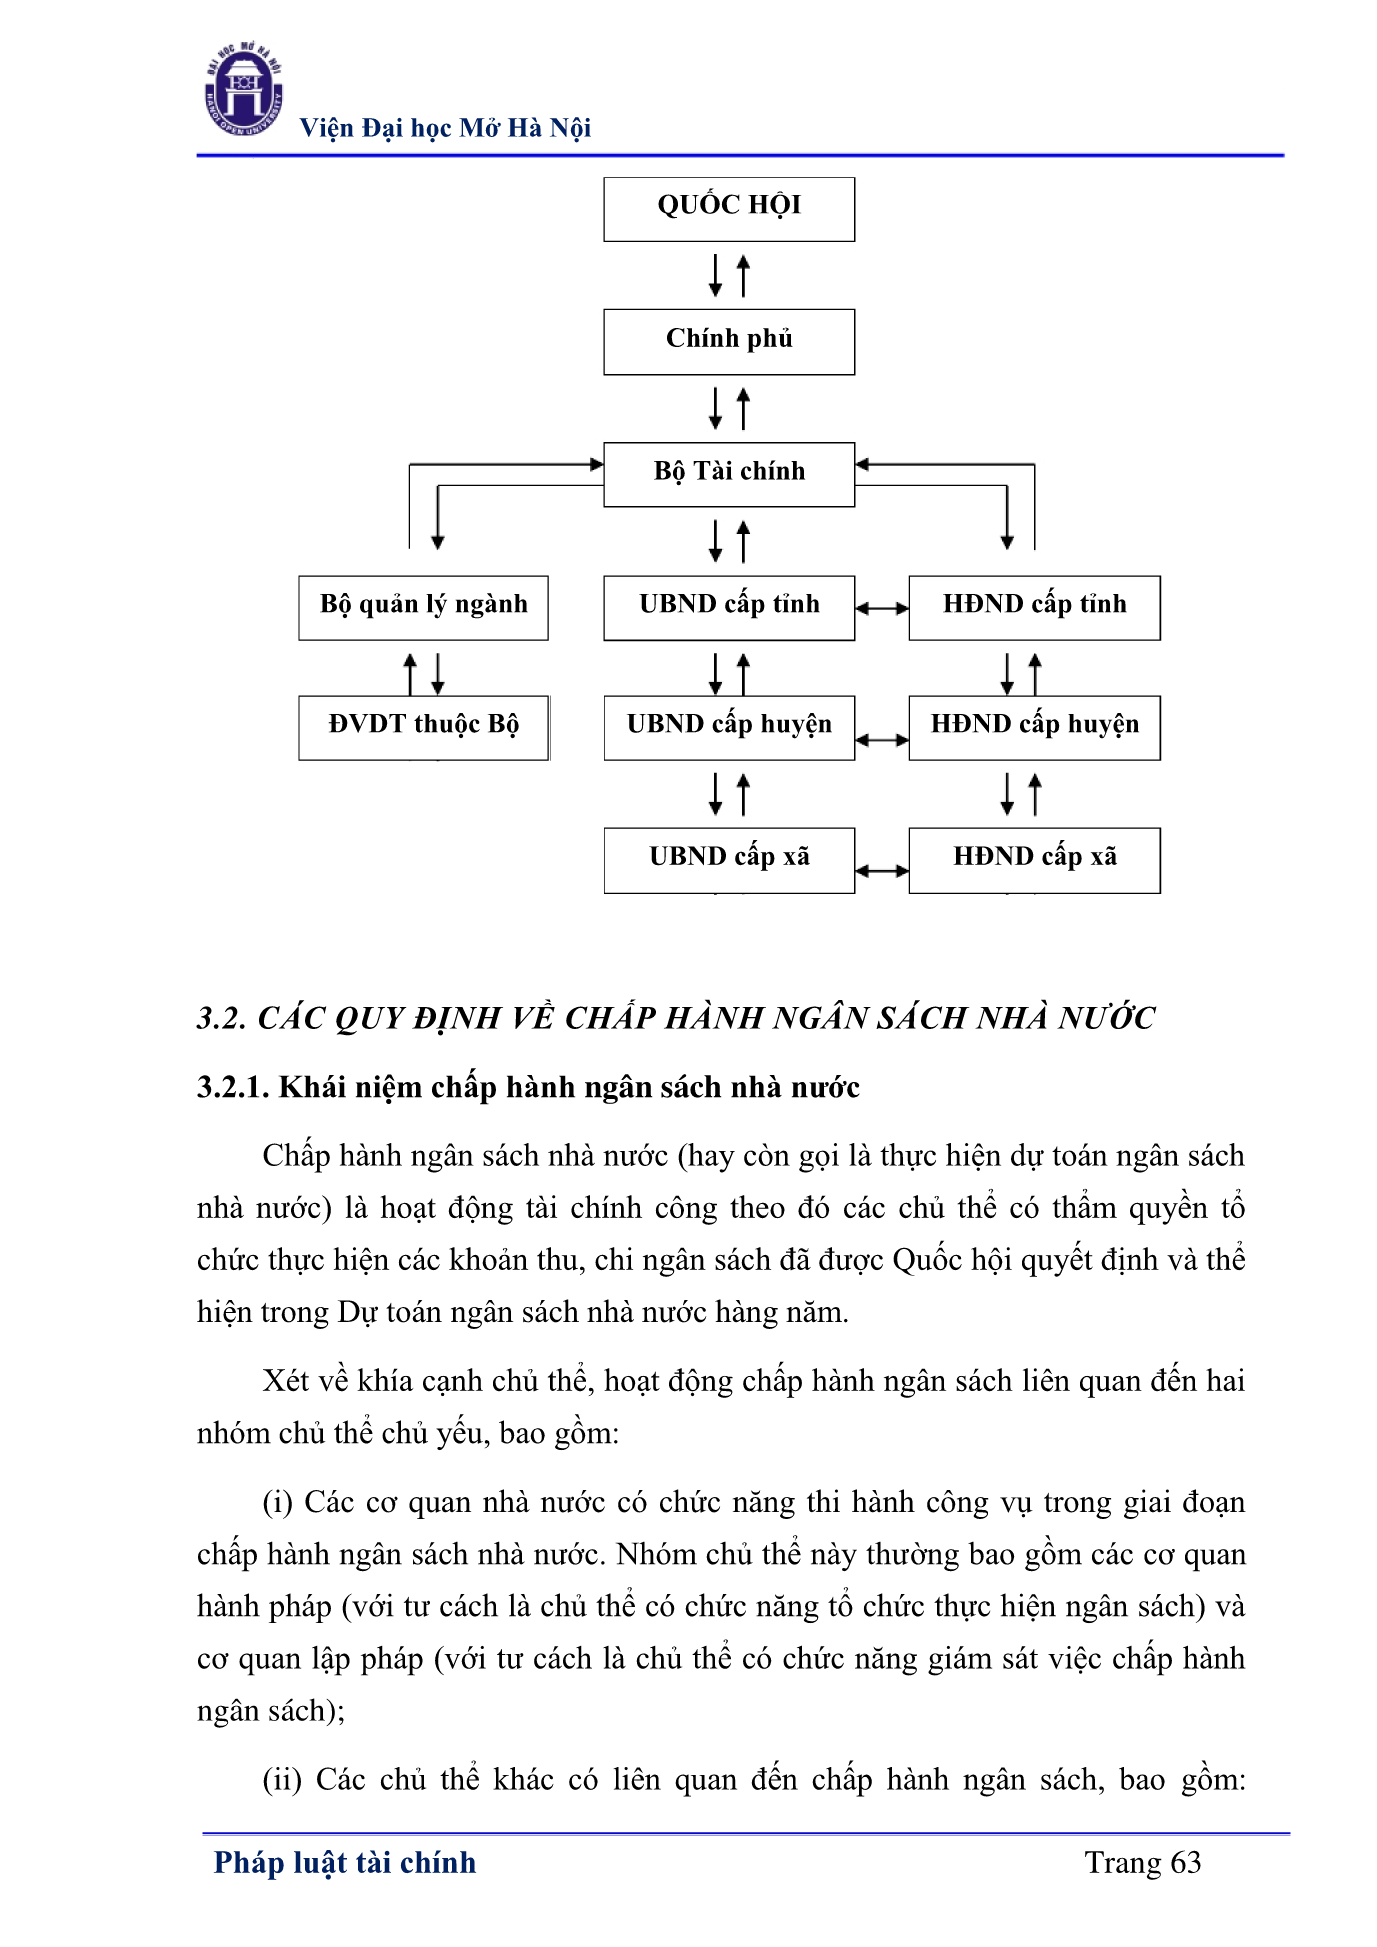 ĐẠI HỌC MỞ HÀ NỘI
HANOI OPEN UNIVERSITY
Viện Đại học Mở Hà Nội
QUỐC HỘI
Chính phủ
Bộ Tài chính
Bộ quản lý ngành
UBND cấp tỉnh
HĐND cấp tỉnh
ĐVDT thuộc Bộ
UBND cấp huyện
HĐND cấp huyện
UBND cấp xã
HĐND cấp xã
3.2. CÁC QUY ĐỊNH VỀ CHẤP HÀNH NGÂN SÁCH NHÀ NƯỚC
3.2.1. Khái niệm chấp hành ngân sách nhà nước
Chấp hành ngân sách nhà nước (hay còn gọi là thực hiện dự toán ngân sách
nhà nước) là hoạt động tài chính công theo đó các chủ thể có thẩm quyền tổ
chức thực hiện các khoản thu, chi ngân sách đã được Quốc hội quyết định và thể
hiện trong Dự toán ngân sách nhà nước hàng năm.
Xét về khía cạnh chủ thể, hoạt động chấp hành ngân sách liên quan đến hai
nhóm chủ thể chủ yếu, bao gồm:
(i) Các cơ quan nhà nước có chức năng thi hành công vụ trong giai đoạn
chấp hành ngân sách nhà nước. Nhóm chủ thể này thường bao gồm các cơ quan
hành pháp (với tư cách là chủ thể có chức năng tổ chức thực hiện ngân sách) và
cơ quan lập pháp (với tư cách là chủ thể có chức năng giám sát việc chấp hành
ngân sách);
(ii) Các chủ thể khác có liên quan đến chấp hành ngân sách, bao gồm:
Pháp luật tài chính
Trang 63